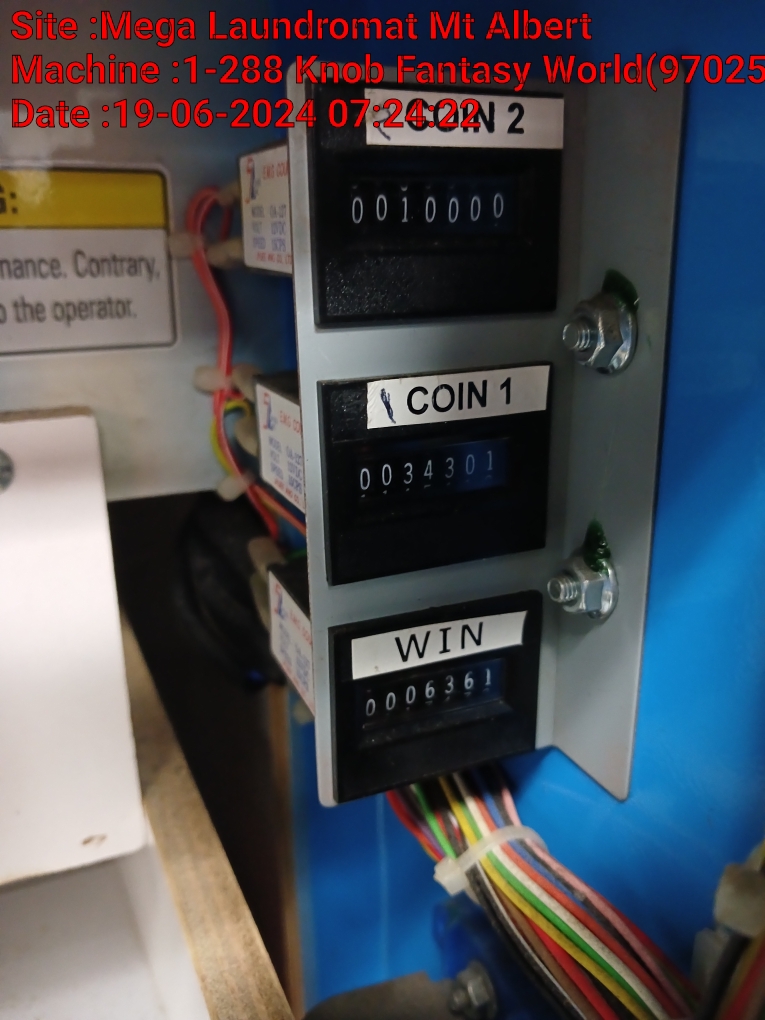 Site :Mega Laundromat Mt Albert
Machine :1-288 Knob Fantasy World(97025
Date :19-06-2024 07:24:22
COIN 2
0010000
G:
nance. Contrary,
o the operator.
COIN 1
0034301
WIN
0006361